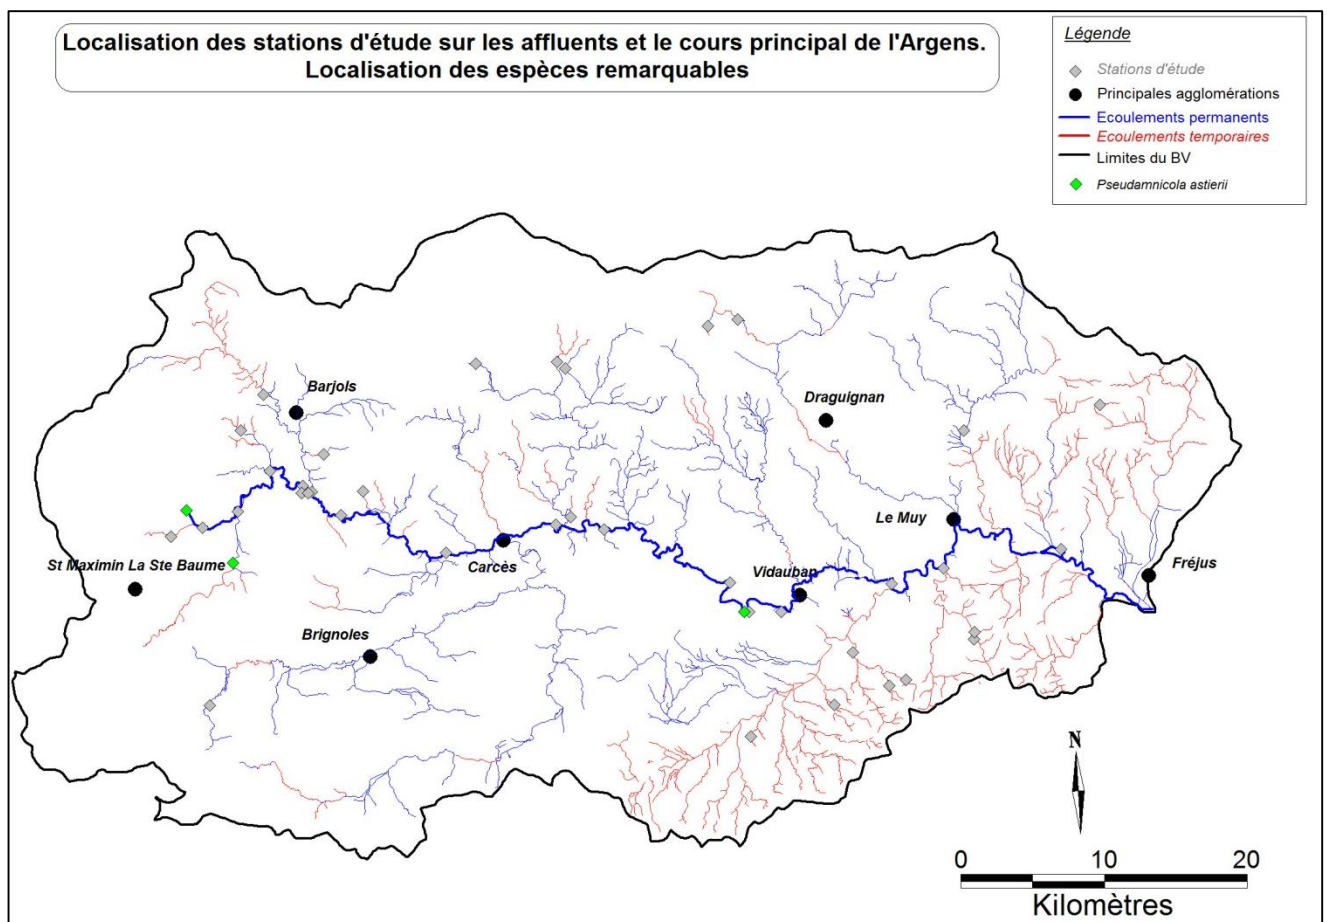 Localisation des stations d'étude sur les affluents et le cours principal de l'Argens.
Localisation des espèces remarquables
Légende
Stations d'étude
Principales agglomérations
Ecoulements permanents
Ecoulements temporaires
Limites du BV
Pseudamnicola astierii
Barjols
Draguignan
Le Muy
St Maximin La Ste Baume
Carcès
Vidauban
Fréjus
Brignoles
N
0 10 20
Kilomètres